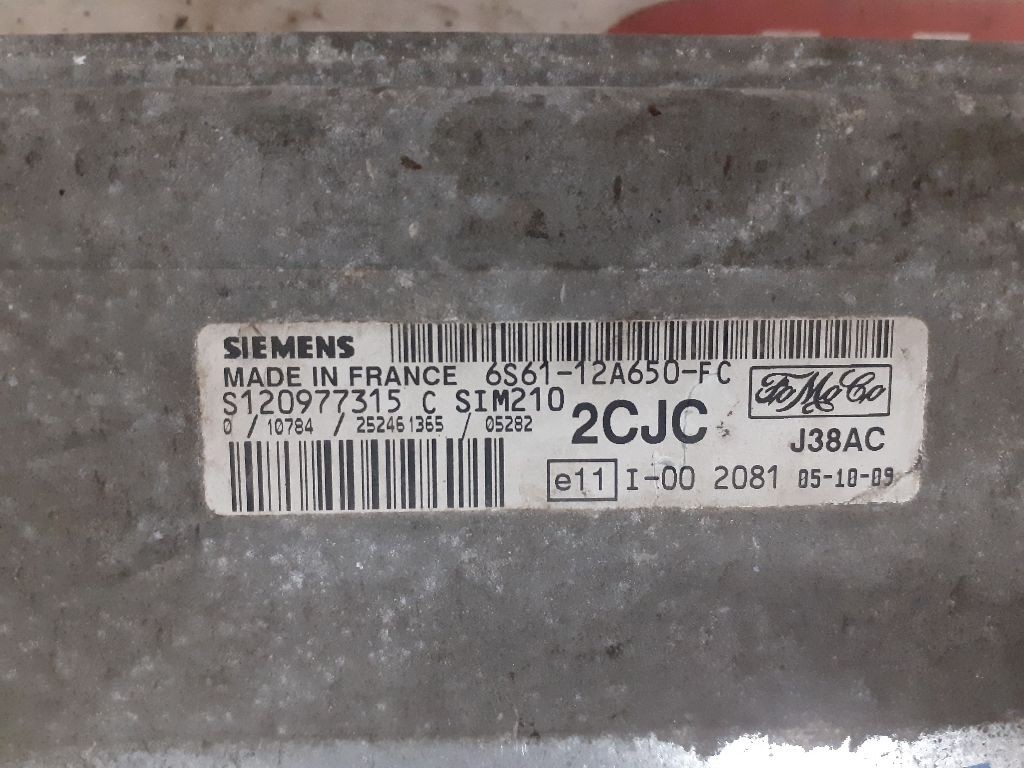 SIEMENS
MADE IN FRANCE 6S61-12A650-FC
S120977315 C SIM210
0 / 10784 / 252461365 / 05282
2CJC
FoMoCo
J38AC
e11 I-00 2081 05-10-09